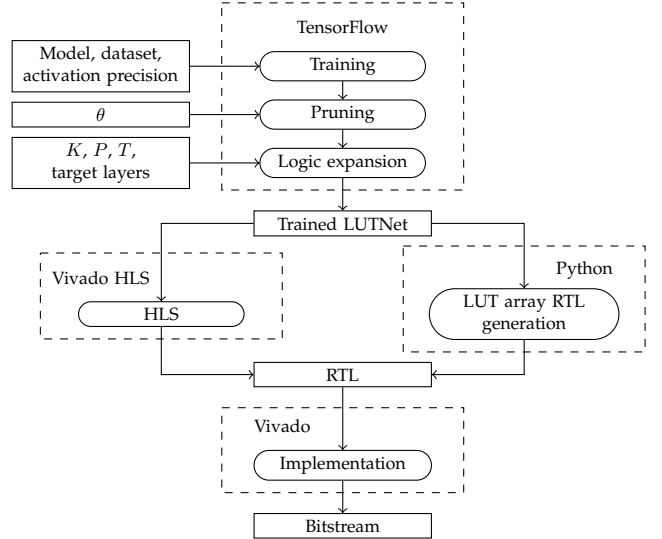 TensorFlow
Model, dataset,
activation precision
Training
θ
Pruning
K, P, T,
target layers
Logic expansion
Trained LUTNet
Vivado HLS
HLS
Python
LUT array RTL
generation
RTL
Vivado
Implementation
Bitstream